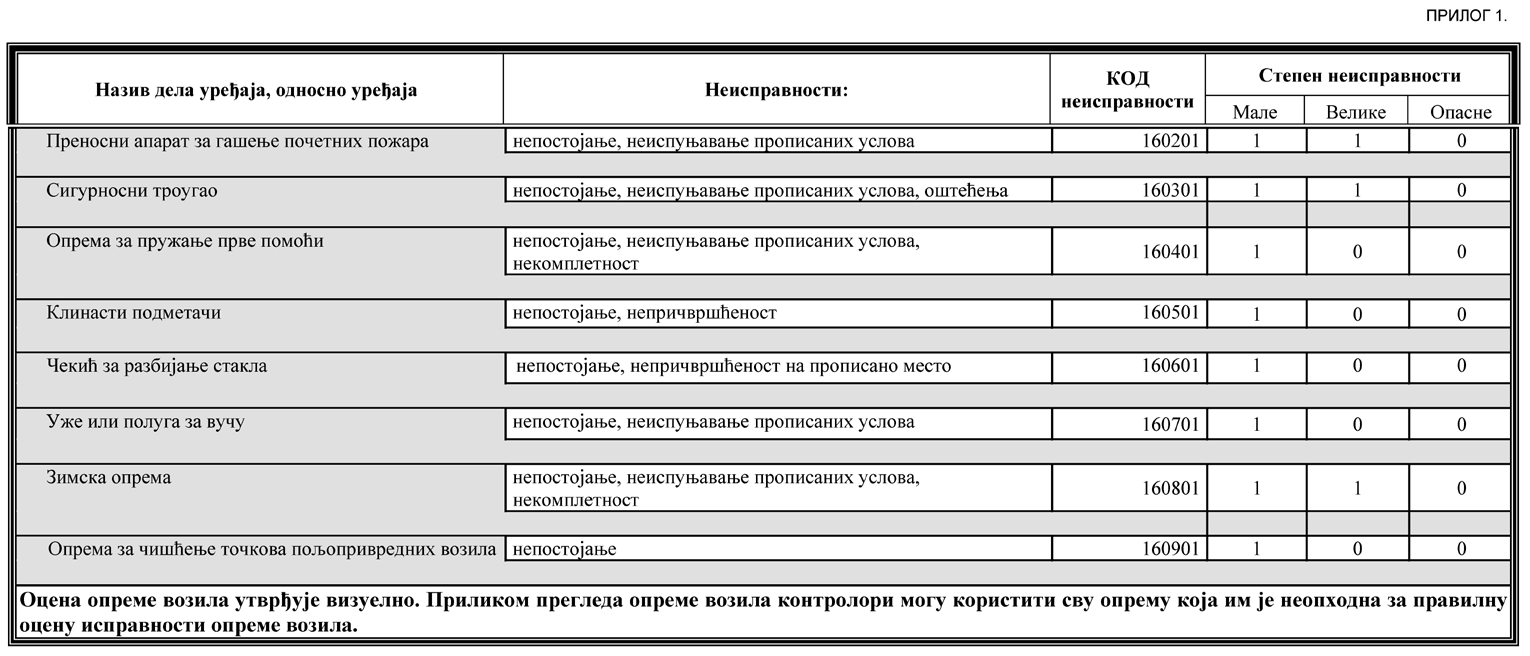 ПРИЛОГ 1.
Назив дела уређаја, односно уређаја
Неисправности:
КОД
неисправности
Степен неисправности
Мале Велике Опасне
Преносни апарат за гашење почетних пожара непостојање, неиспуњавање прописаних услова 160201 1 1 0
Сигурносни троугао непостојање, неиспуњавање прописаних услова, оштећења 160301 1 1 0
Опрема за пружање прве помоћи непостојање, неиспуњавање прописаних услова,
некомплетност 160401 1 0 0
Клинасти подметачи непостојање, непричвршћеност 160501 1 0 0
Чекић за разбијање стакла непостојање, непричвршћеност на прописано место 160601 1 0 0
Уже или полуга за вучу непостојање, неиспуњавање прописаних услова 160701 1 0 0
Зимска опрема непостојање, неиспуњавање прописаних услова,
некомплетност 160801 1 1 0
Опрема за чишћење точкова пољопривредних возила непостојање 160901 1 0 0
Оцена опреме возила утврђује визуелно. Приликом прегледа опреме возила контролори могу користити сву опрему која им је неопходна за правилну
оцену исправности опреме возила.